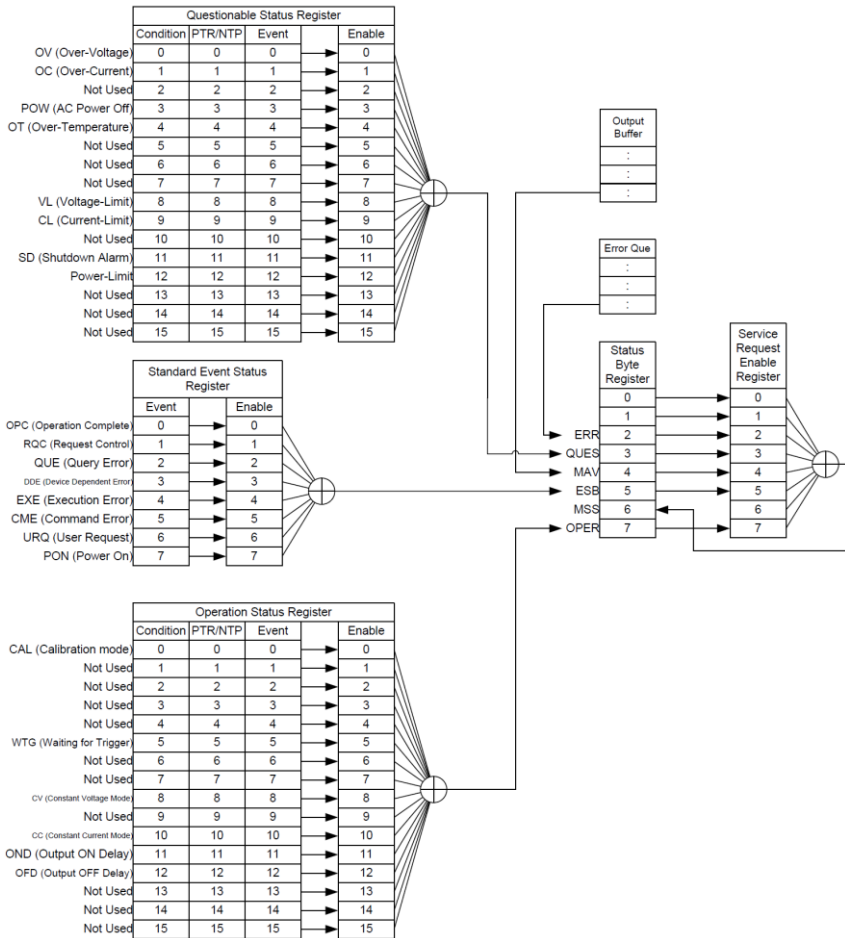 Questionable Status Register
Condition PTR/NTP Event Enable
OV (Over-Voltage) 0 0 0 0
OC (Over-Current) 1 1 1 1
Not Used 2 2 2 2
POW (AC Power Off) 3 3 3 3
OT (Over-Temperature) 4 4 4 4
Not Used 5 5 5 5
Not Used 6 6 6 6
Not Used 7 7 7 7
VL (Voltage-Limit) 8 8 8 8
CL (Current-Limit) 9 9 9 9
Not Used 10 10 10 10
SD (Shutdown Alarm) 11 11 11 11
Power-Limit 12 12 12 12
Not Used 13 13 13 13
Not Used 14 14 14 14
Not Used 15 15 15 15
Output
Buffer
:
:
:
Error Que
:
:
:
Standard Event Status
Register
Event Enable
OPC (Operation Complete) 0 0
RQC (Request Control) 1 1
QUE (Query Error) 2 2
DDE (Device Dependent Error) 3 3
EXE (Execution Error) 4 4
CME (Command Error) 5 5
URQ (User Request) 6 6
PON (Power On) 7 7
Status
Byte
Register
Service
Request
Enable
Register
0 0
1 1
ERR 2 2
QUES 3 3
MAV 4 4
ESB 5 5
MSS 6 6
OPER 7 7
Operation Status Register
Condition PTR/NTP Event Enable
CAL (Calibration mode) 0 0 0 0
Not Used 1 1 1 1
Not Used 2 2 2 2
Not Used 3 3 3 3
Not Used 4 4 4 4
WTG (Waiting for Trigger) 5 5 5 5
Not Used 6 6 6 6
Not Used 7 7 7 7
CV (Constant Voltage Mode) 8 8 8 8
Not Used 9 9 9 9
CC (Constant Current Mode) 10 10 10 10
OND (Output ON Delay) 11 11 11 11
OFD (Output OFF Delay) 12 12 12 12
Not Used 13 13 13 13
Not Used 14 14 14 14
Not Used 15 15 15 15